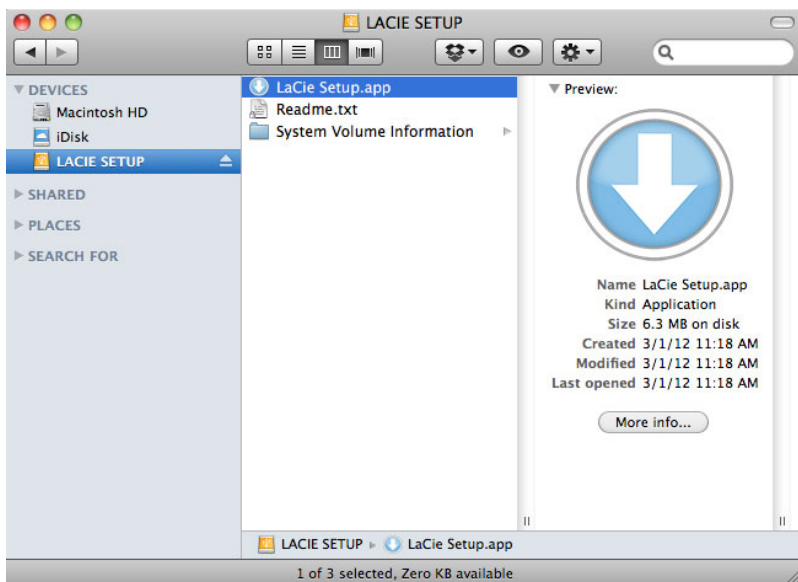 LACIE SETUP
DEVICES
Macintosh HD
iDisk
LACIE SETUP
SHARED
PLACES
SEARCH FOR
LaCie Setup.app
Readme.txt
System Volume Information
Preview:
Name LaCie Setup.app
Kind Application
Size 6.3 MB on disk
Created 3/1/12 11:18 AM
Modified 3/1/12 11:18 AM
Last opened 3/1/12 11:18 AM
More info...
LACIE SETUP LaCie Setup.app
1 of 3 selected, Zero KB available